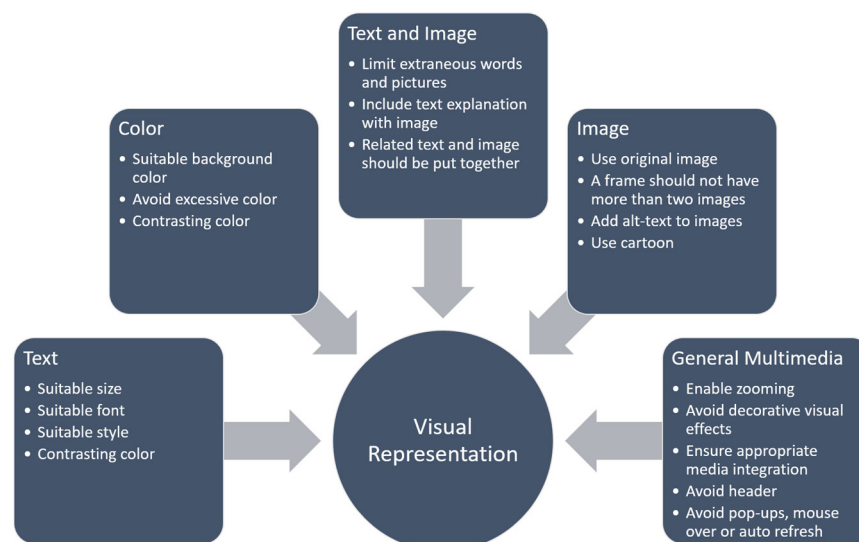 Text and Image
• Limit extraneous words
and pictures
• Include text explanation
with image
• Related text and image
should be put together
Color
• Suitable background
color
• Avoid excessive color
• Contrasting color
Image
• Use original image
• A frame should not have
more than two images
• Add alt-text to images
• Use cartoon
Text
• Suitable size
• Suitable font
• Suitable style
• Contrasting color
Visual
Representation
General Multimedia
• Enable zooming
• Avoid decorative visual
effects
• Ensure appropriate
media integration
• Avoid header
• Avoid pop-ups, mouse
over or auto refresh